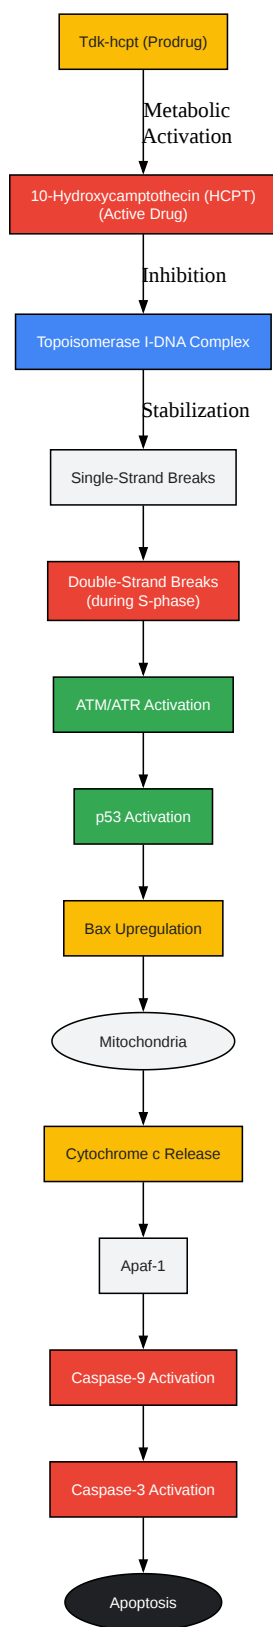 Tdk-hcpt (Prodrug)
Metabolic
Activation
10-Hydroxycamptothecin (HCPT)
(Active Drug)
Inhibition
Topoisomerase I-DNA Complex
Stabilization
Single-Strand Breaks
Double-Strand Breaks
(during S-phase)
ATM/ATR Activation
p53 Activation
Bax Upregulation
Mitochondria
Cytochrome c Release
Apaf-1
Caspase-9 Activation
Caspase-3 Activation
Apoptosis